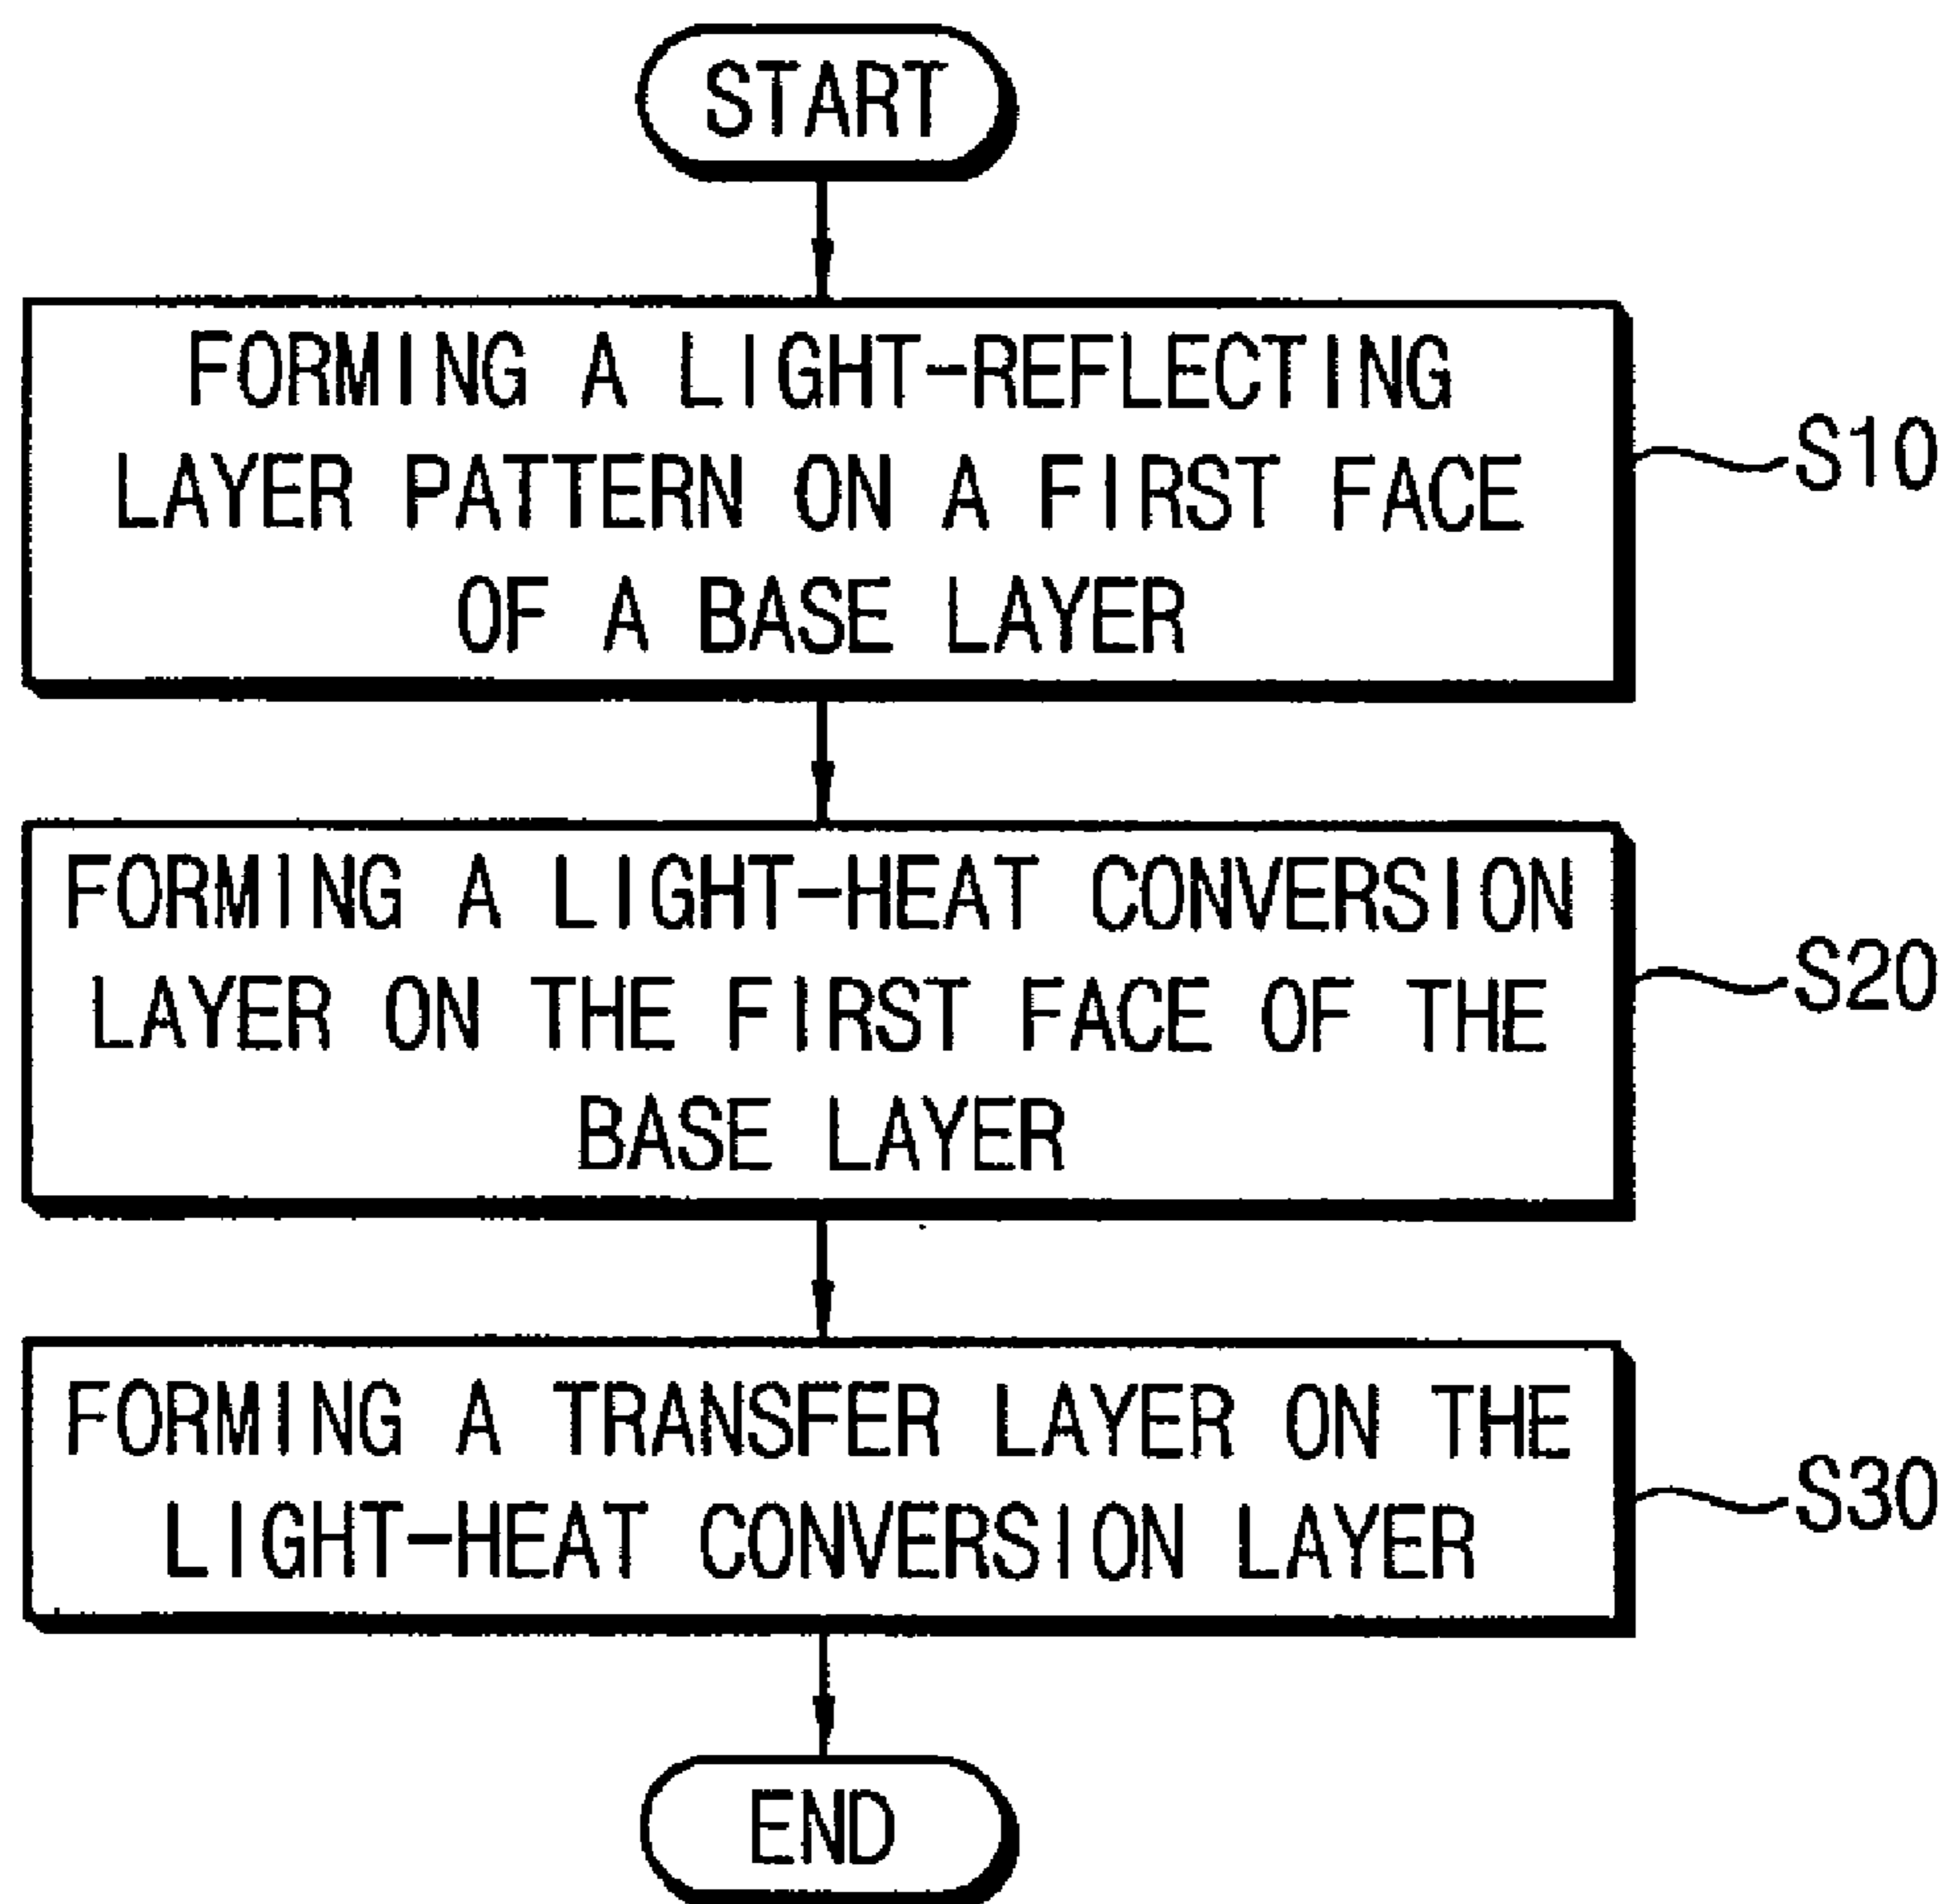 START
FORMING A LIGHT-REFLECTING
LAYER PATTERN ON A FIRST FACE
OF A BASE LAYER
S10
FORMING A LIGHT-HEAT CONVERSION
LAYER ON THE FIRST FACE OF THE
BASE LAYER
S20
FORMING A TRANSFER LAYER ON THE
LIGHT-HEAT CONVERSION LAYER
S30
END